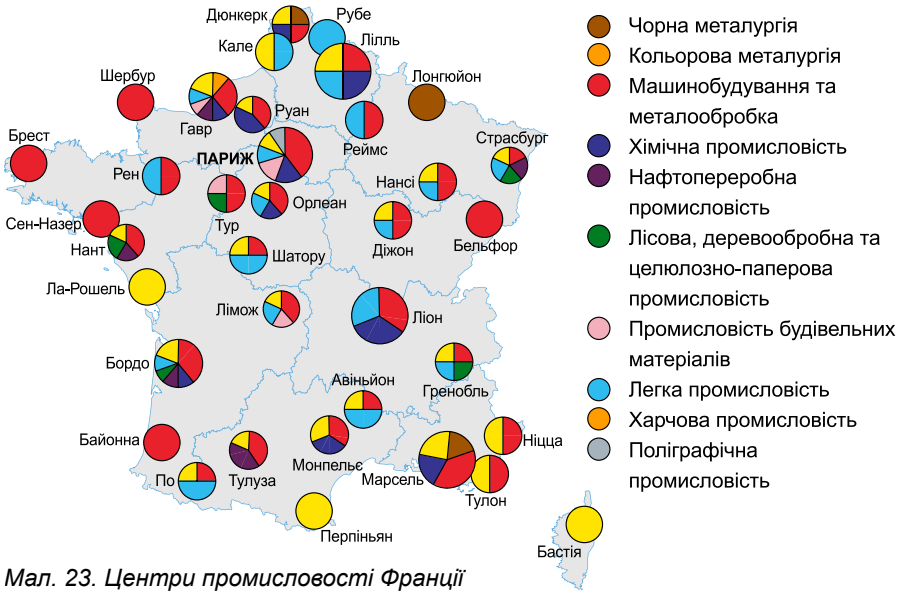 Дюнкерк
Рубе
Кале
Лілль
Шербур
Лонгюйон
Гавр
Руан
Реймс
Страсбург
Брест
ПАРИЖ
Рен
Нансі
Орлеан
Тур
Сен-Назер
Нант
Діжон
Бельфор
Шатору
Ла-Рошель
Лімож
Ліон
Бордо
Авіньйон
Гренобль
Байонна
Ніцца
По
Тулуза
Монпельє
Марсель
Тулон
Перпіньян
Бастія
Чорна металургія
Кольорова металургія
Машинобудування та
металообробка
Хімічна промисловість
Нафтопереробна
промисловість
Лісова, деревообробна та
целюлозно-паперова
промисловість
Промисловість будівельних
матеріалів
Легка промисловість
Харчова промисловість
Поліграфічна
промисловість
Мал. 23. Центри промисловості Франції